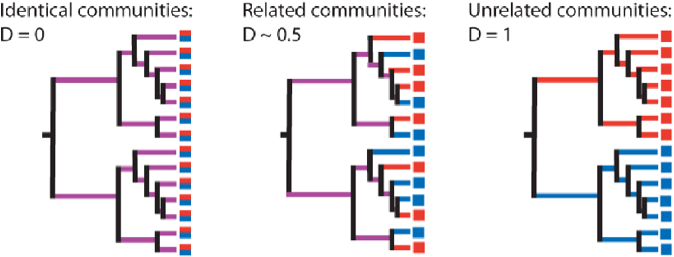 Identical communities:
D = 0
Related communities:
D ~ 0.5
Unrelated communities:
D = 1